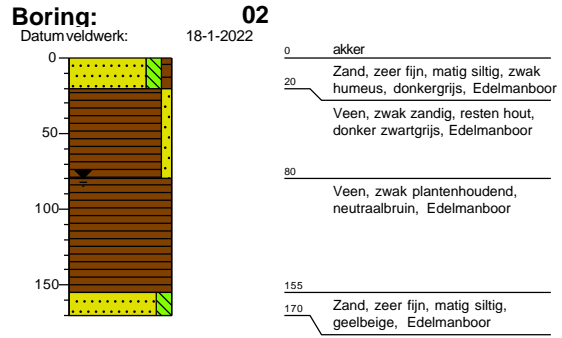 Boring: 02
Datum veldwerk: 18-1-2022
0
50
100
150
0 akker
Zand, zeer fijn, matig siltig, zwak
humeus, donkergrijs, Edelmanboor
20
Veen, zwak zandig, resten hout,
donker zwartgrijs, Edelmanboor
80
Veen, zwak plantenhoudend,
neutraalbruin, Edelmanboor
155
Zand, zeer fijn, matig siltig,
geelbeige, Edelmanboor
170